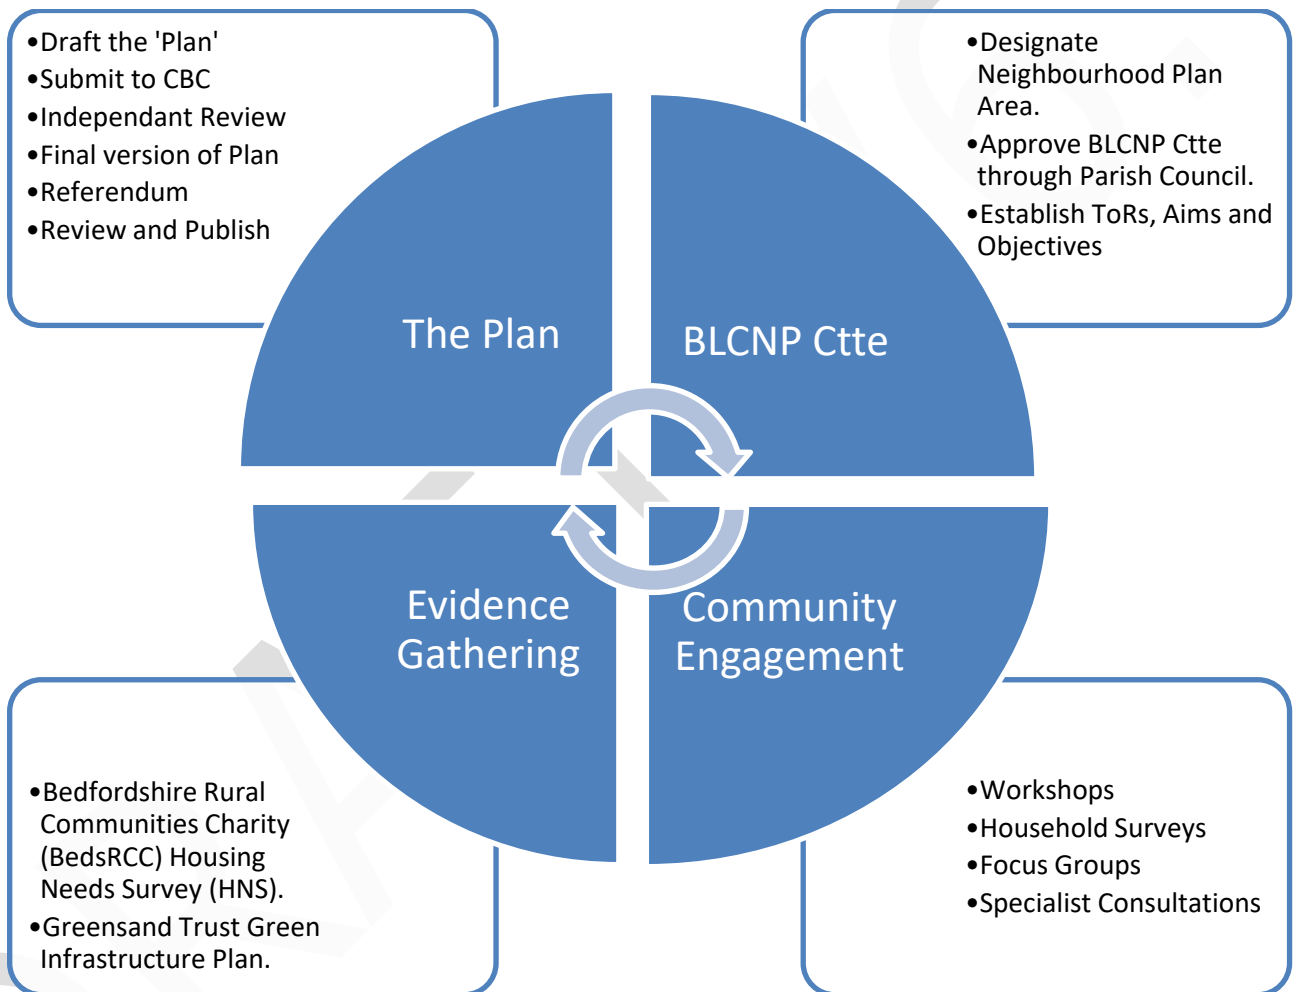 •Draft the 'Plan'
•Submit to CBC
•Independant Review
•Final version of Plan
•Referendum
•Review and Publish
•Designate
Neighbourhood Plan
Area.
•Approve BLCNP Ctte
through Parish Council.
•Establish ToRs, Aims and
Objectives
The Plan
BLCNP Ctte
Evidence
Gathering
Community
Engagement
•Bedfordshire Rural
Communities Charity
(BedsRCC) Housing
Needs Survey (HNS).
•Greensand Trust Green
Infrastructure Plan.
•Workshops
•Household Surveys
•Focus Groups
•Specialist Consultations